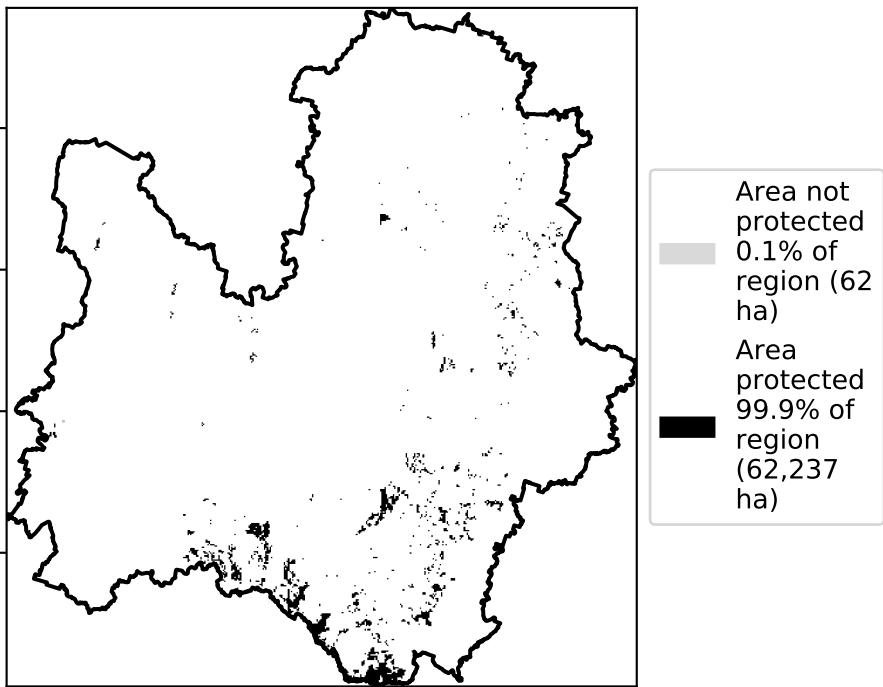 Area not
protected
0.1% of
region (62
ha)
Area
protected
99.9% of
region
(62,237
ha)